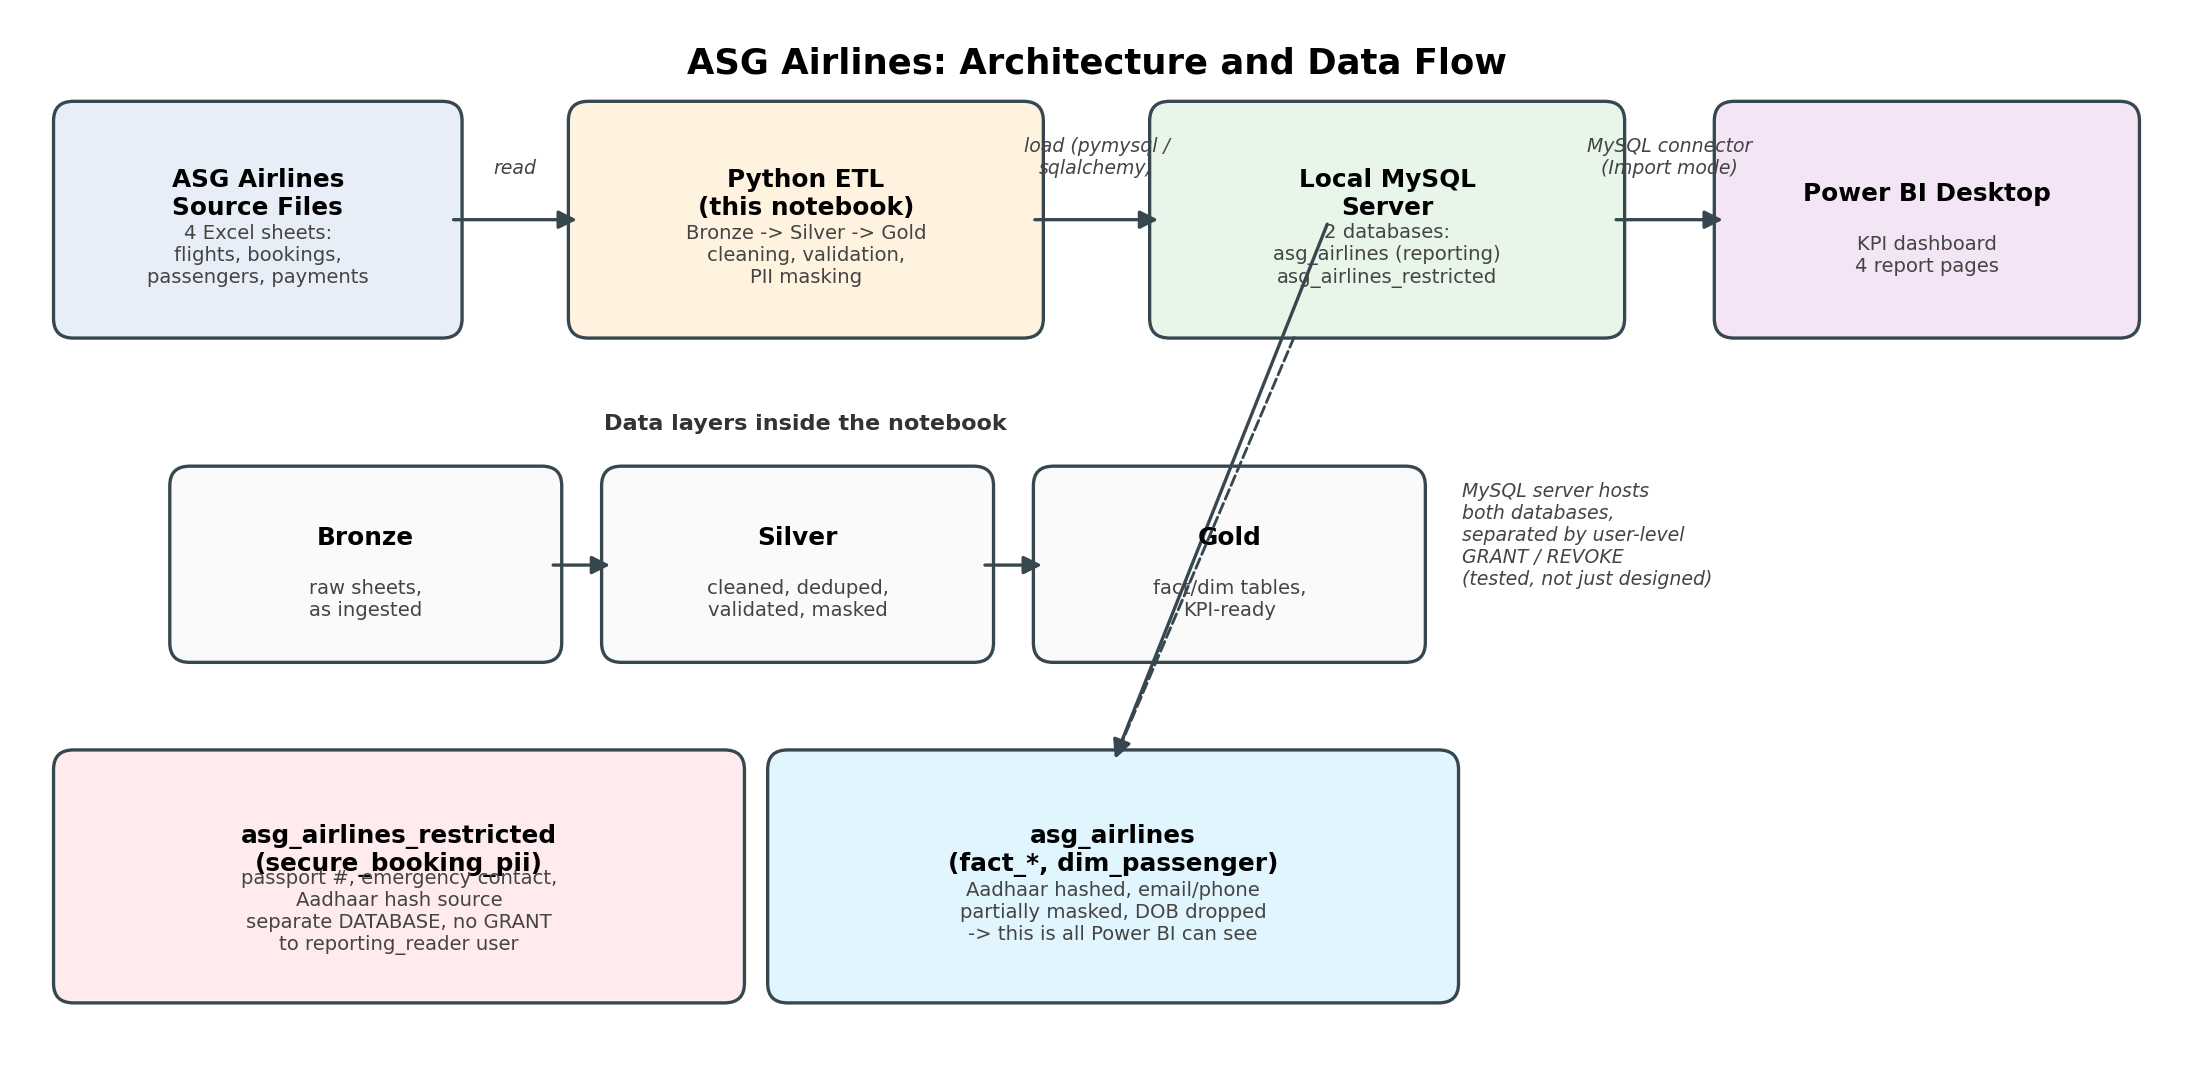 ASG Airlines: Architecture and Data Flow
ASG Airlines
Source Files
4 Excel sheets:
flights, bookings,
passengers, payments
read
Python ETL
(this notebook)
Bronze -> Silver -> Gold
cleaning, validation,
PII masking
load (pymysql /
sqlalchemy)
Local MySQL
Server
2 databases:
asg_airlines (reporting)
asg_airlines_restricted
MySQL connector
(Import mode)
Power BI Desktop
KPI dashboard
4 report pages
Data layers inside the notebook
Bronze
raw sheets,
as ingested
Silver
cleaned, deduped,
validated, masked
Gold
fact/dim tables,
KPI-ready
MySQL server hosts
both databases,
separated by user-level
GRANT / REVOKE
(tested, not just designed)
asg_airlines_restricted
(secure_booking_pii)
passport #, emergency contact,
Aadhaar hash source
separate DATABASE, no GRANT
to reporting_reader user
asg_airlines
(fact_*, dim_passenger)
Aadhaar hashed, email/phone
partially masked, DOB dropped
-> this is all Power BI can see